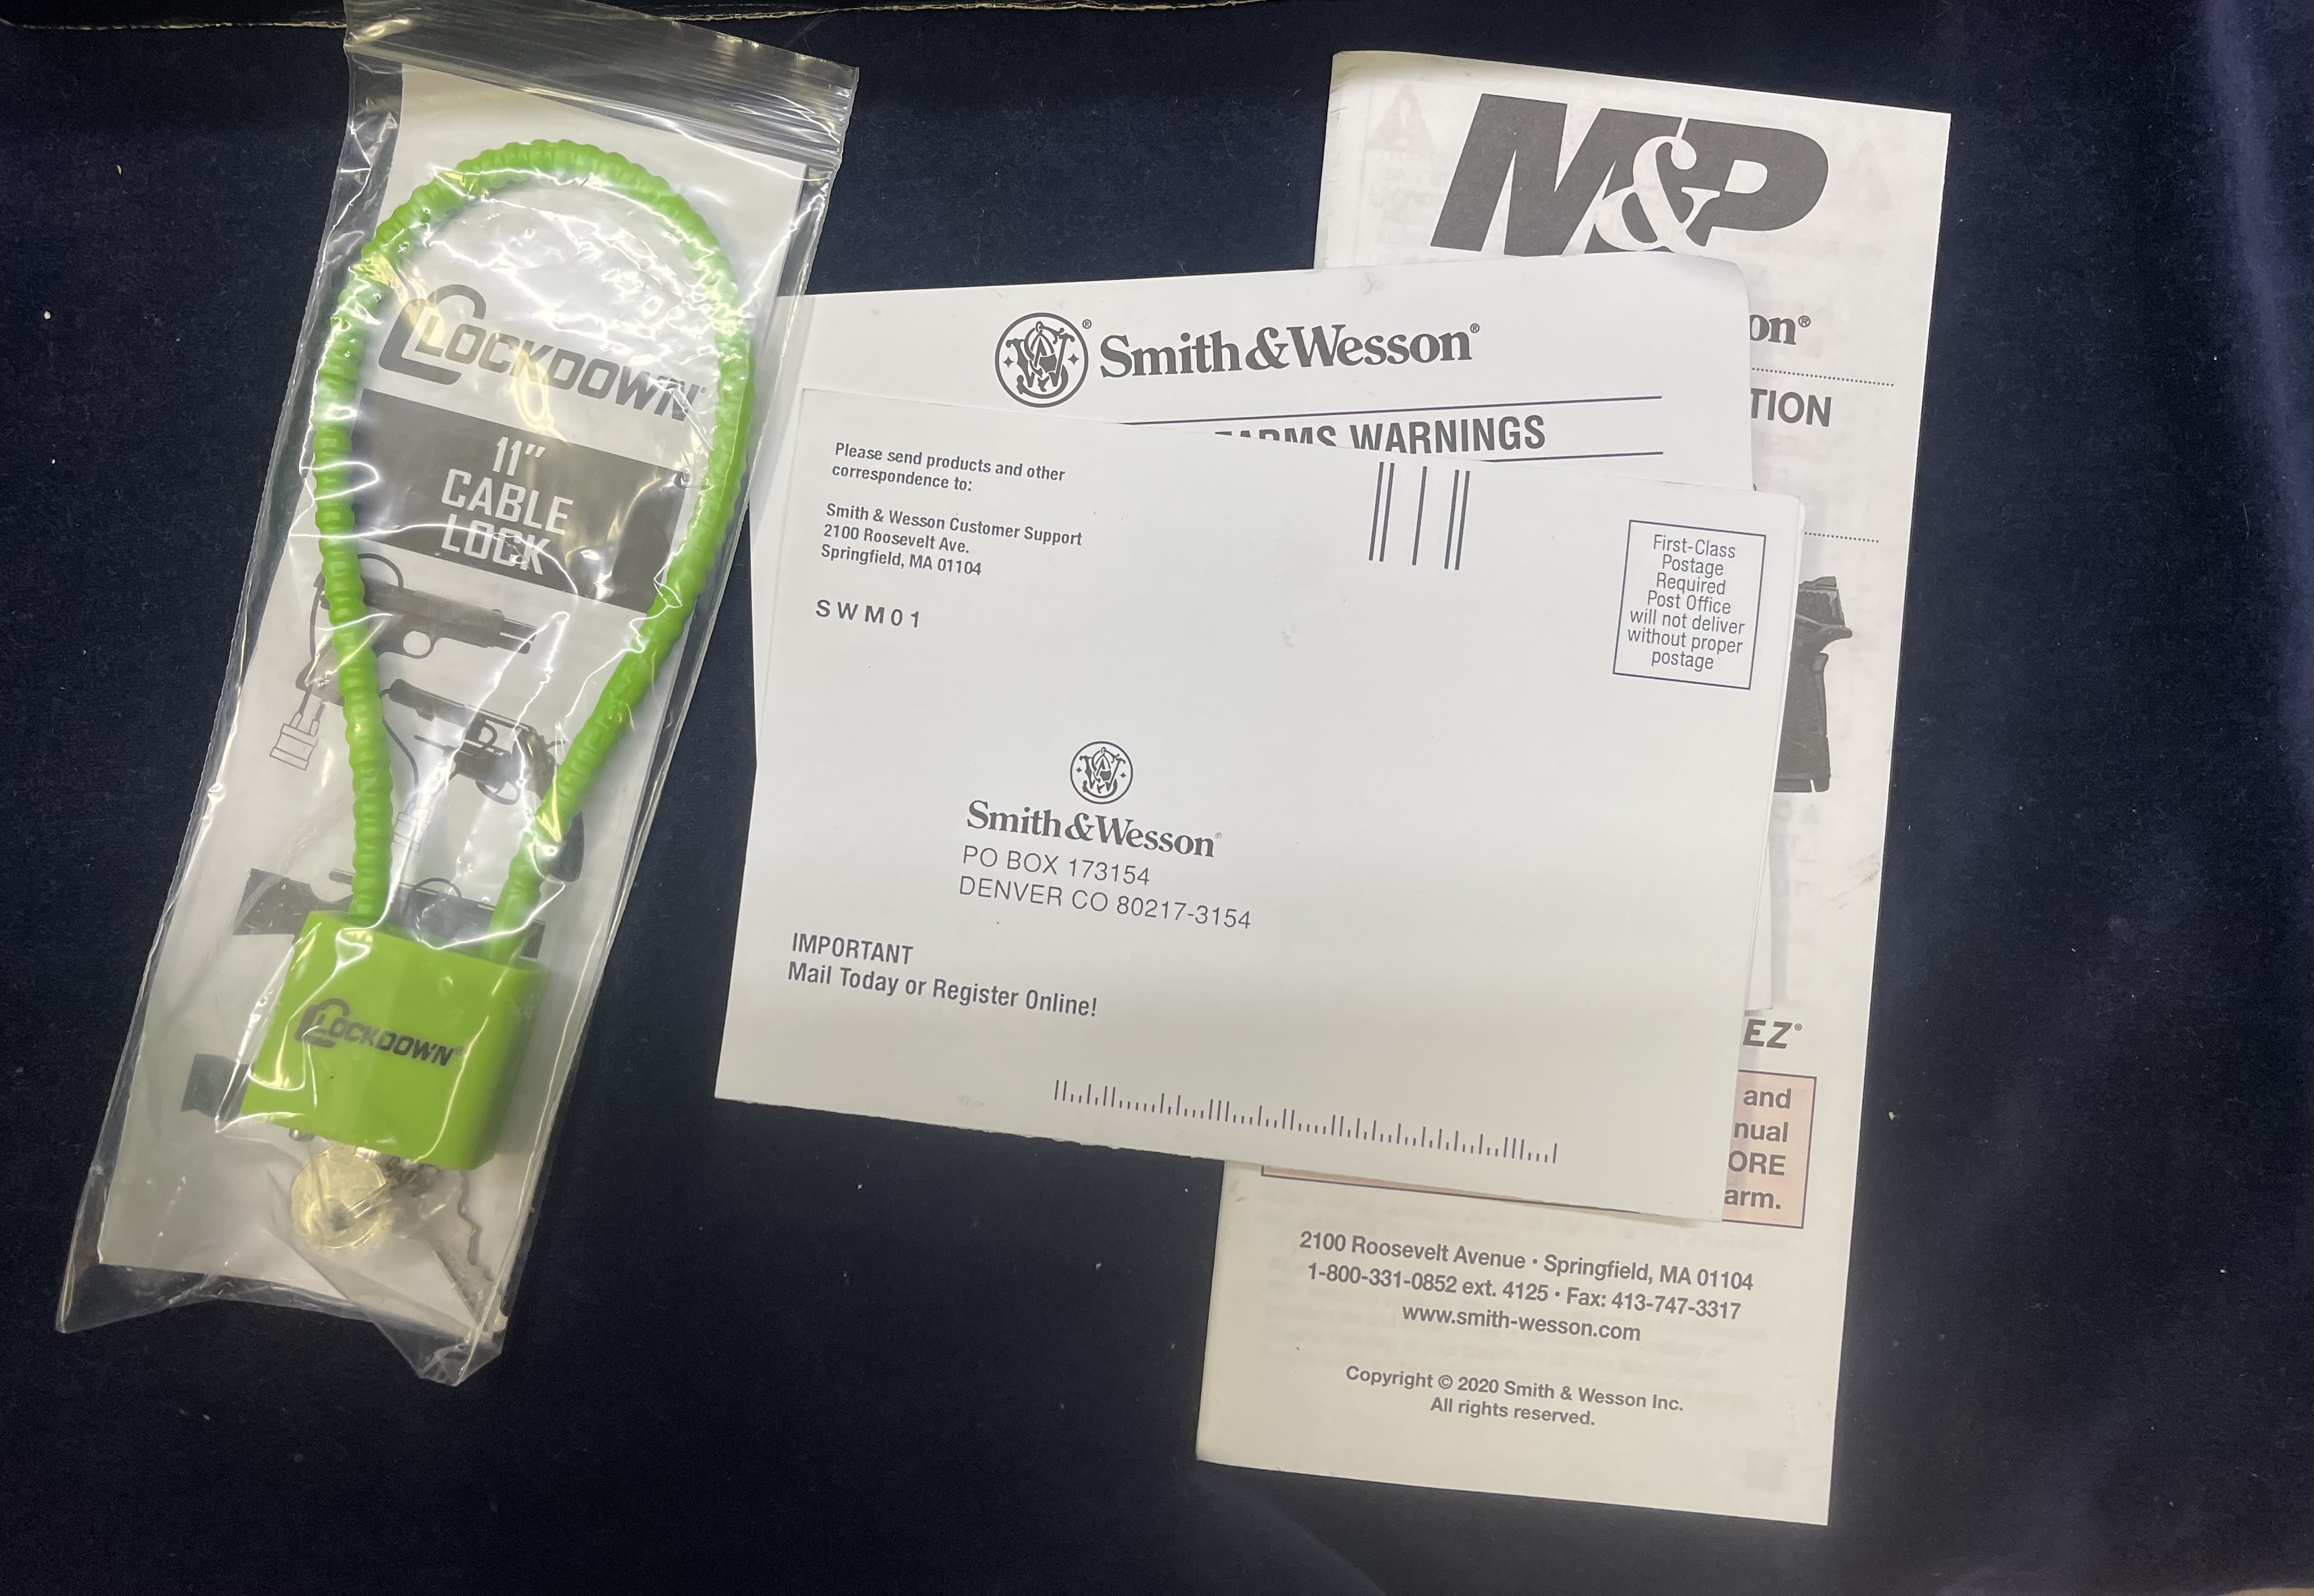 LOCKDOWN
11"
CABLE
LOCK
LOCKDOWN®
M&P
on®
TION
Smith & Wesson®
WARNINGS
Please send products and other
correspondence to:
Smith & Wesson Customer Support
2100 Roosevelt Ave.
Springfield, MA 01104
SWM01
First-Class
Postage
Required
Post Office
will not deliver
without proper
postage
Smith & Wesson®
PO BOX 173154
DENVER CO 80217-3154
IMPORTANT
Mail Today or Register Online!
EZ®
and
nual
ORE
arm.
2100 Roosevelt Avenue • Springfield, MA 01104
1-800-331-0852 ext. 4125 • Fax: 413-747-3317
www.smith-wesson.com
Copyright © 2020 Smith & Wesson Inc.
All rights reserved.